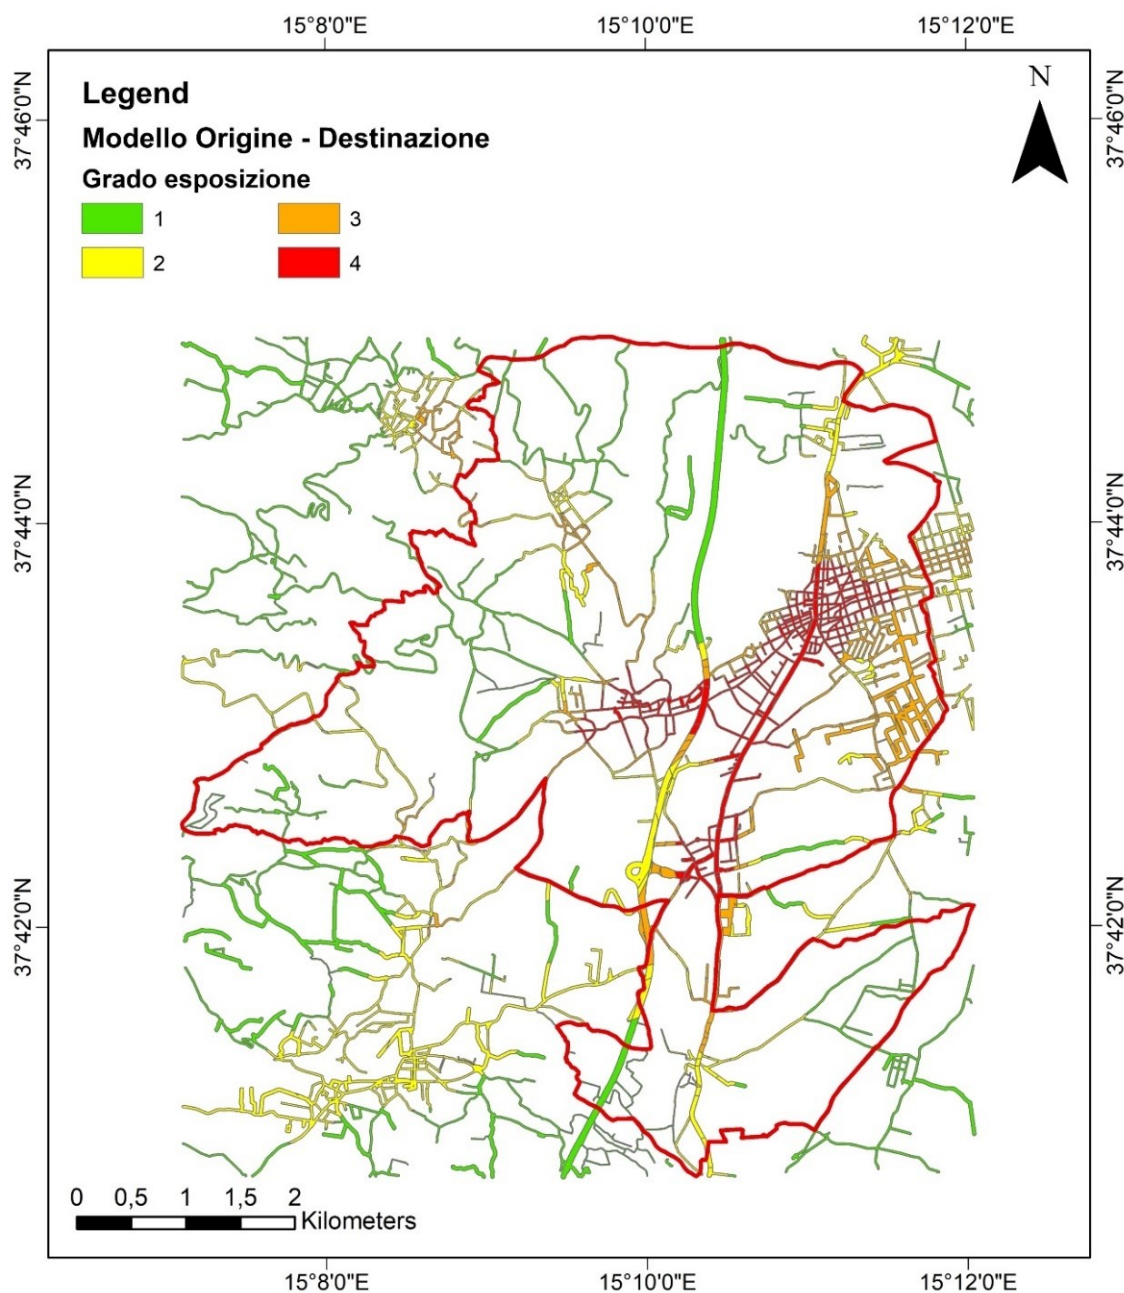 15°8'0"E 15°10'0"E 15°12'0"E
37°46'0"N
37°46'0"N
Legend
N
Modello Origine - Destinazione
Grado esposizione
1 3
2 4
37°44'0"N
37°44'0"N
37°42'0"N
37°42'0"N
0 0,5 1 1,5 2
Kilometers
15°8'0"E 15°10'0"E 15°12'0"E